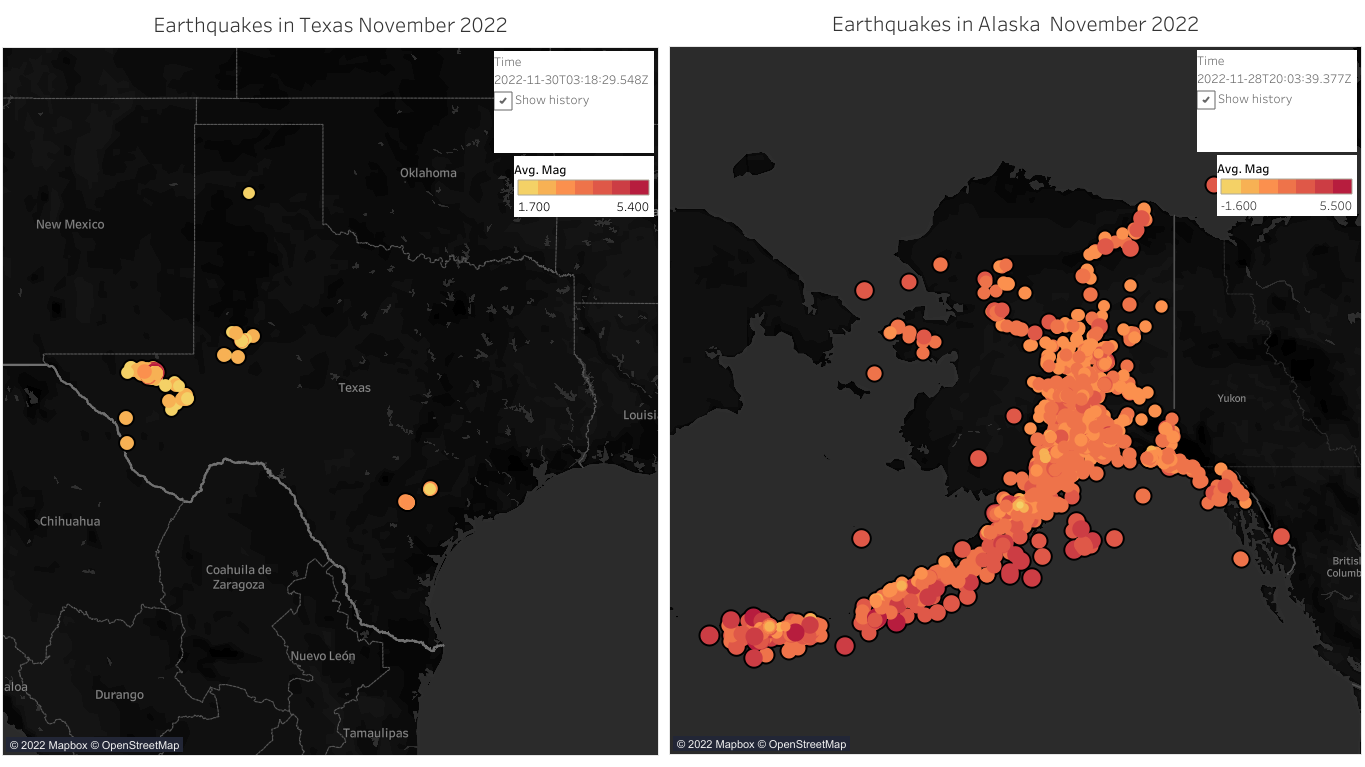 Earthquakes in Texas November 2022
Time
2022-11-30T03:18:29.548Z
Show history
Avg. Mag
1.700 5.400
Oklahoma
New Mexico
Texas
Louisi
Chihuahua
Coahuila de
Zaragoza
Nuevo León
aloa
Durango
Tamaulipas
© 2022 Mapbox © OpenStreetMap
Earthquakes in Alaska November 2022
Time
2022-11-28T20:03:39.377Z
Show history
Avg. Mag
-1.600 5.500
Yukon
British
Columb
© 2022 Mapbox © OpenStreetMap